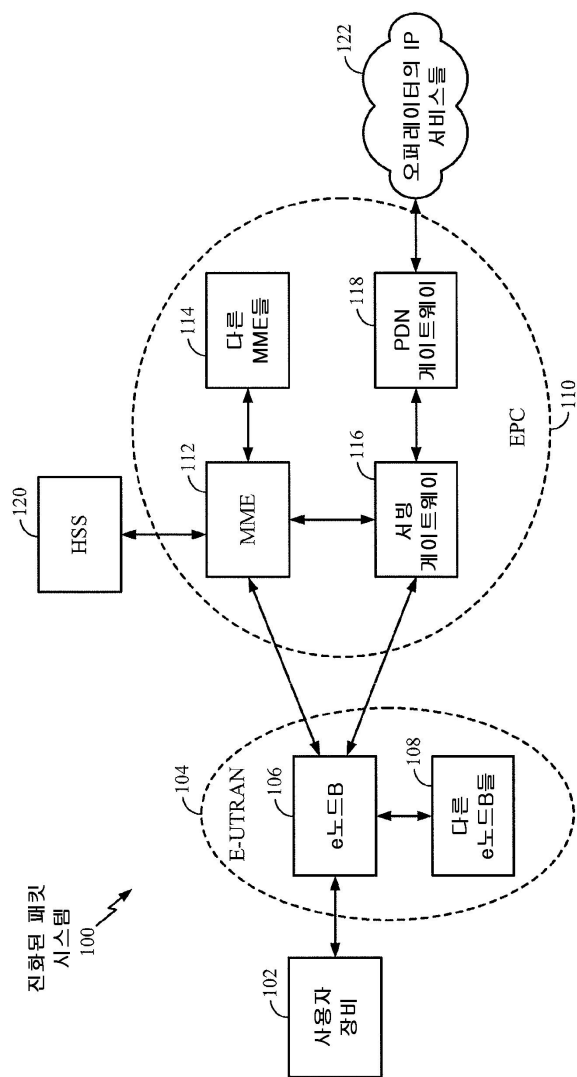 진화된 패킷
시스템
100
102
사용자
장비
104
E-UTRAN
106
e노드B
108
다른
e노드B들
120
HSS
112
MME
114
다른
MME들
116
서빙
게이트웨이
118
PDN
게이트웨이
EPC
110
122
오퍼레이터의 IP
서비스들